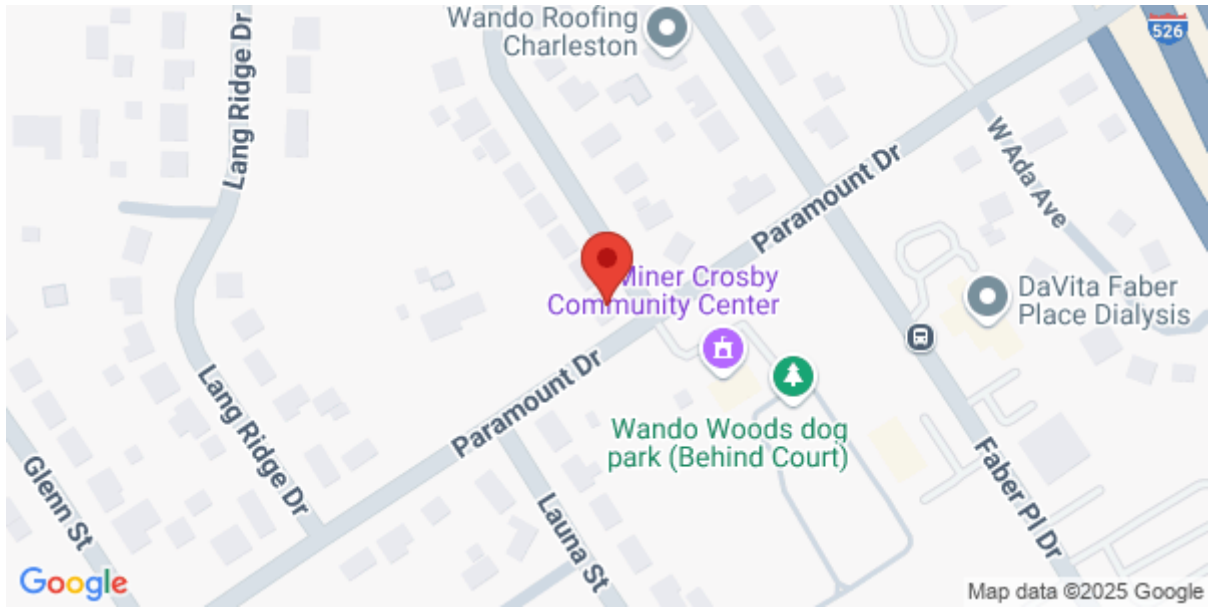 Wando Roofing
Charleston
526
Lang Ridge Dr
W Ada Ave
Paramount Dr
Miner Crosby
Community Center
DaVita Faber
Place Dialysis
Paramount Dr
Lang Ridge Dr
Wando Woods dog
park (Behind Court)
Glenn St
Launa St
Faber Pl Dr
Google
Map data ©2025 Google